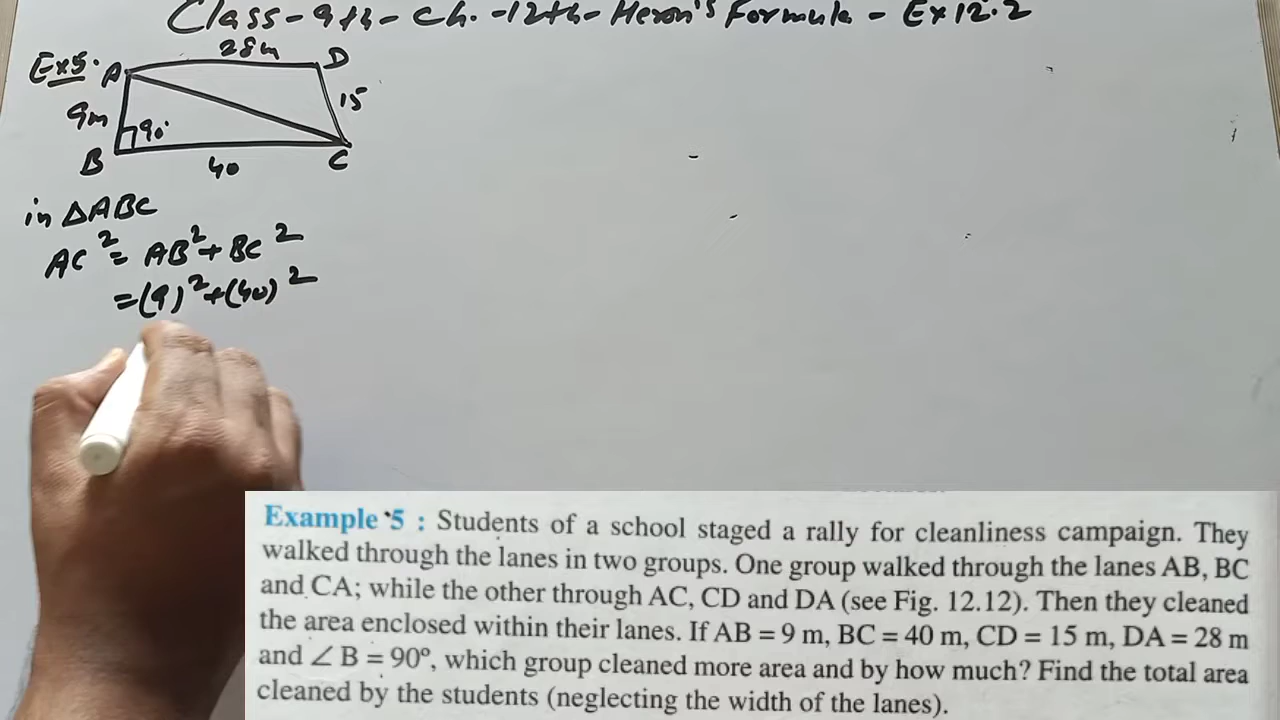 Class-9th-Ch.-12th-Heron's Formula-Ex12.2
Ex5.
28m
A
D
9m
15
90°
B
40
C
in △ABC
AC² = AB² + BC²
=(9)²+(40)²
Example 5 : Students of a school staged a rally for cleanliness campaign. They
walked through the lanes in two groups. One group walked through the lanes AB, BC
and CA; while the other through AC, CD and DA (see Fig. 12.12). Then they cleaned
the area enclosed within their lanes. If AB = 9 m, BC = 40 m, CD = 15 m, DA = 28 m
and ∠ B = 90º, which group cleaned more area and by how much? Find the total area
cleaned by the students (neglecting the width of the lanes).